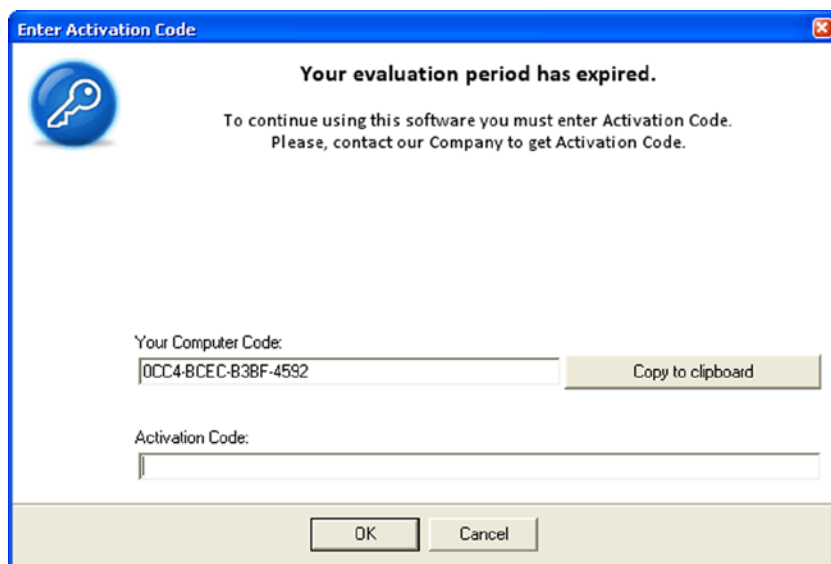 Enter Activation Code
Your evaluation period has expired.
To continue using this software you must enter Activation Code.
Please, contact our Company to get Activation Code.
Your Computer Code:
0CC4-BCEC-B3BF-4592
Copy to clipboard
Activation Code:
OK
Cancel